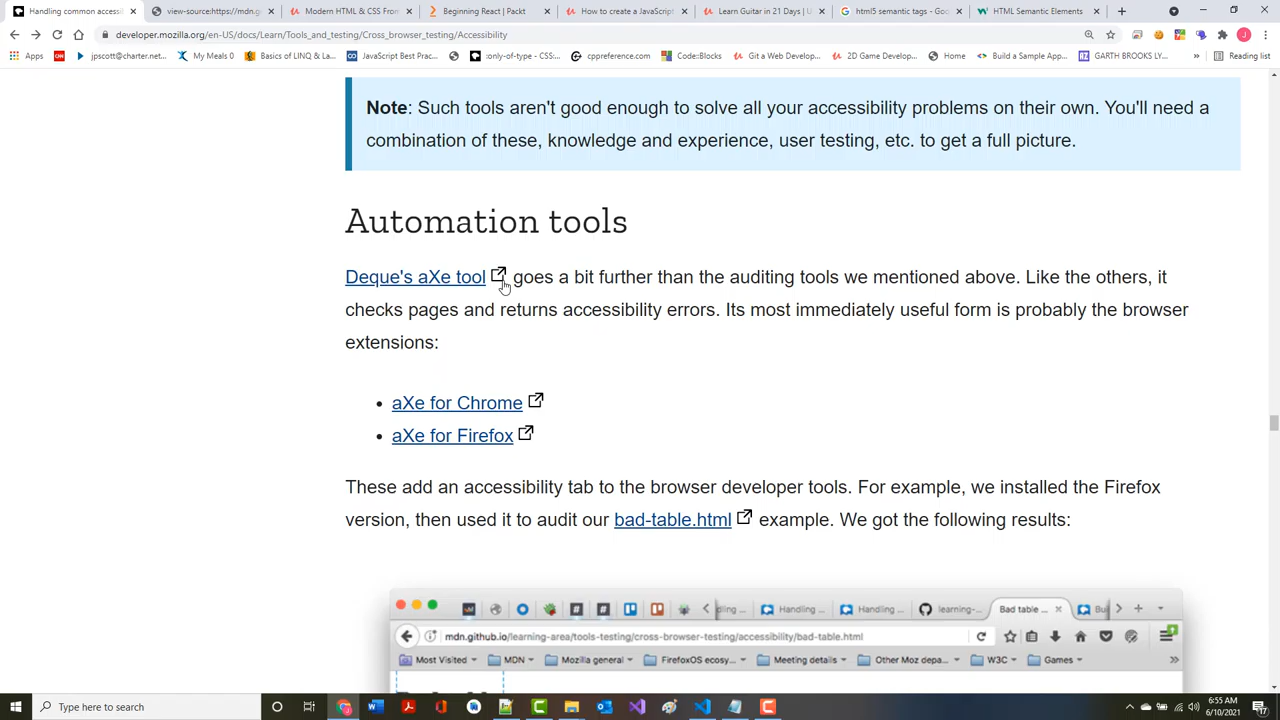 Handling common accessib
view-source:https://mdn.g
Modern HTML & CSS From
Beginning React | Packt
How to create a JavaScript
Learn Guitar in 21 Days | U
html5 semantic tags - Goo
HTML Semantic Elements
developer.mozilla.org/en-US/docs/Learn/Tools_and_testing/Cross_browser_testing/Accessibility
Apps
CNN
jpscott@charter.net...
My Meals 0
Basics of LINQ & La...
JavaScript Best Prac...
:only-of-type - CSS:...
cppreference.com
Code::Blocks
Git a Web Develop...
2D Game Develop...
Home
Build a Sample App...
GARTH BROOKS LY...
Reading list
Note: Such tools aren't good enough to solve all your accessibility problems on their own. You'll need a
combination of these, knowledge and experience, user testing, etc. to get a full picture.
Automation tools
Deque's aXe tool goes a bit further than the auditing tools we mentioned above. Like the others, it
checks pages and returns accessibility errors. Its most immediately useful form is probably the browser
extensions:
• aXe for Chrome
• aXe for Firefox
These add an accessibility tab to the browser developer tools. For example, we installed the Firefox
version, then used it to audit our bad-table.html example. We got the following results:
Handling ...
Handling ...
learning-...
Bad table ...
mdn.github.io/learning-area/tools-testing/cross-browser-testing/accessibility/bad-table.html
Most Visited
MDN
Mozilla general
FirefoxOS ecosy...
Meeting details
Other Moz depa...
W3C
Games
Type here to search
6:55 AM
6/10/2021